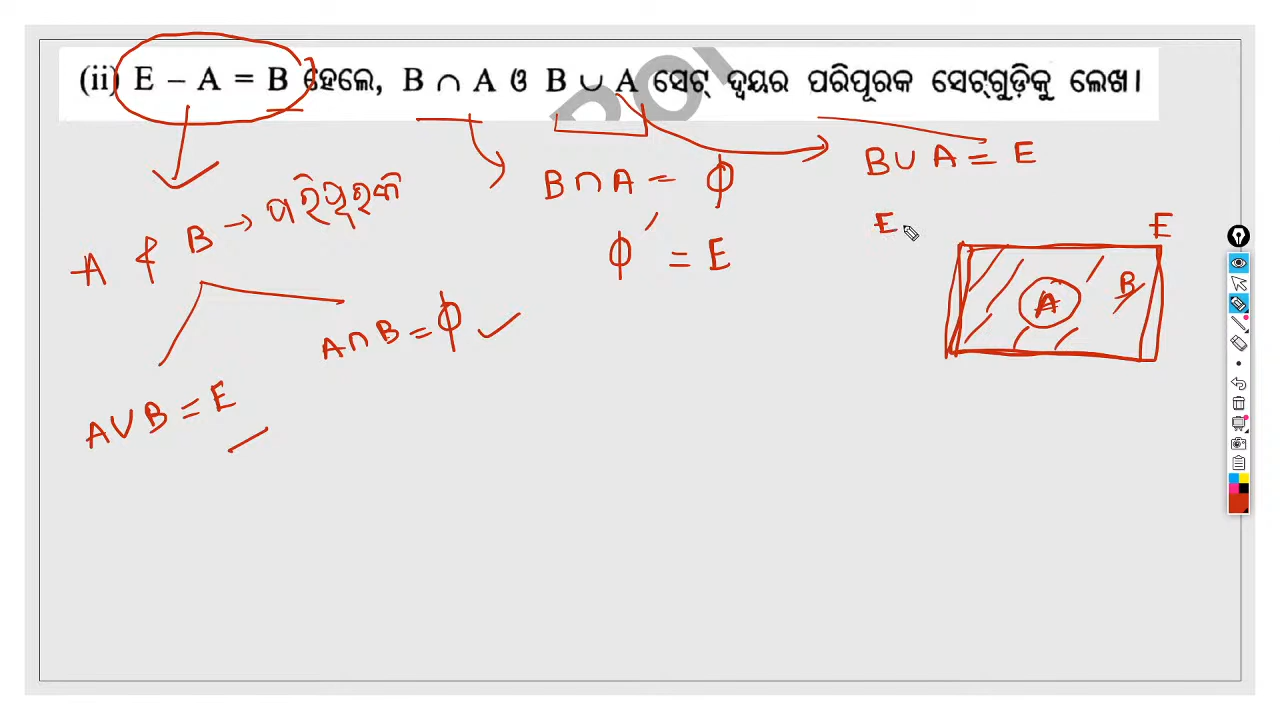 (ii) E – A = B ହେଲେ, B ∩ A ଓ B ∪ A ସେଟ୍ ଦ୍ୱୟର ପରିପୂରକ ସେଟ୍‌ଗୁଡ଼ିକୁ ଲେଖ।
B ∪ A = E
B ∩ A = ϕ
A & B → ପରିପୂରକ
E
E
ϕ′ = E
A
B
A ∩ B = ϕ ✓
A ∪ B = E